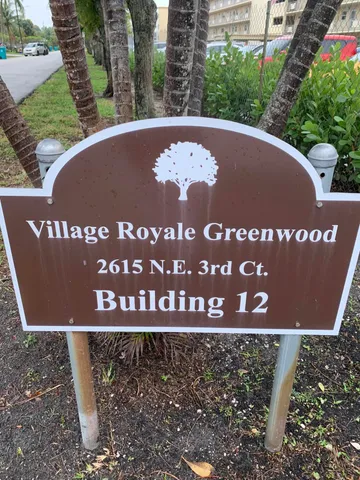 Village Royale Greenwood
2615 N.E. 3rd Ct.
Building 12